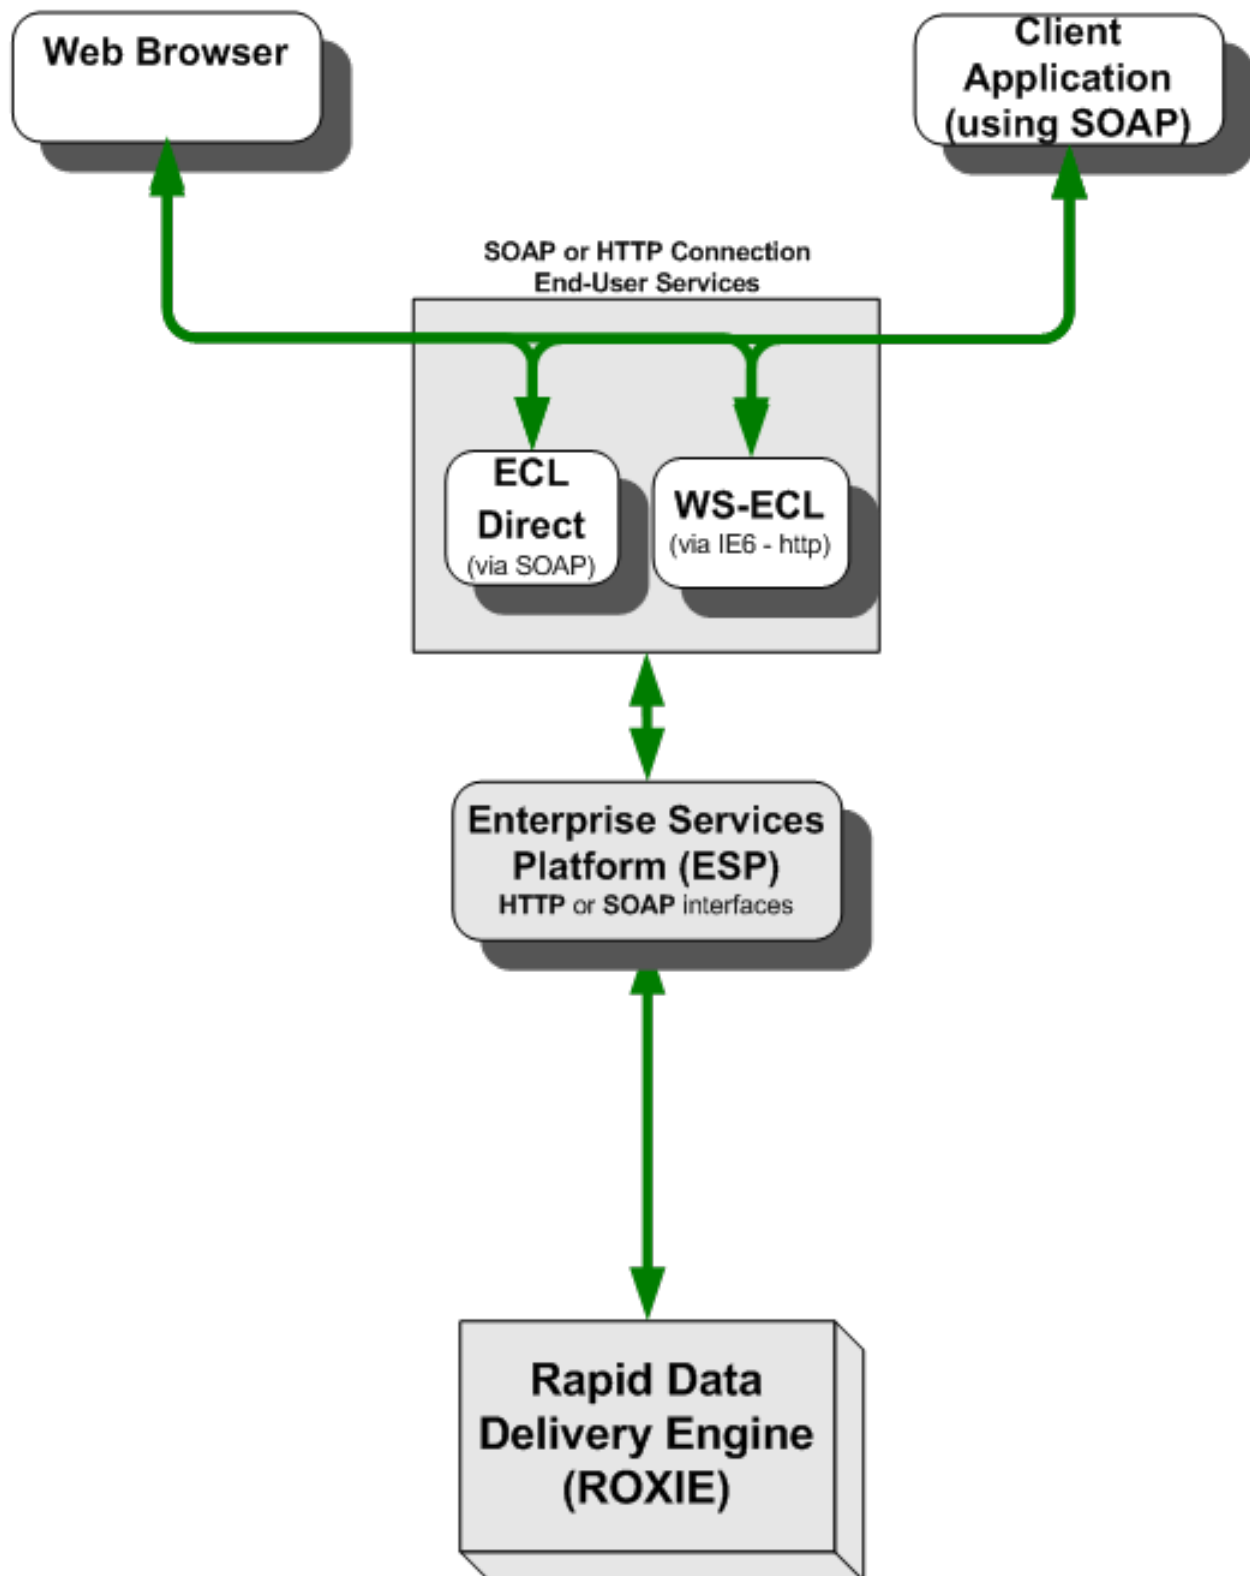 Web Browser
Client
Application
(using SOAP)
SOAP or HTTP Connection
End-User Services
ECL
Direct
(via SOAP)
WS-ECL
(via IE6 - http)
Enterprise Services
Platform (ESP)
HTTP or SOAP interfaces
Rapid Data
Delivery Engine
(ROXIE)